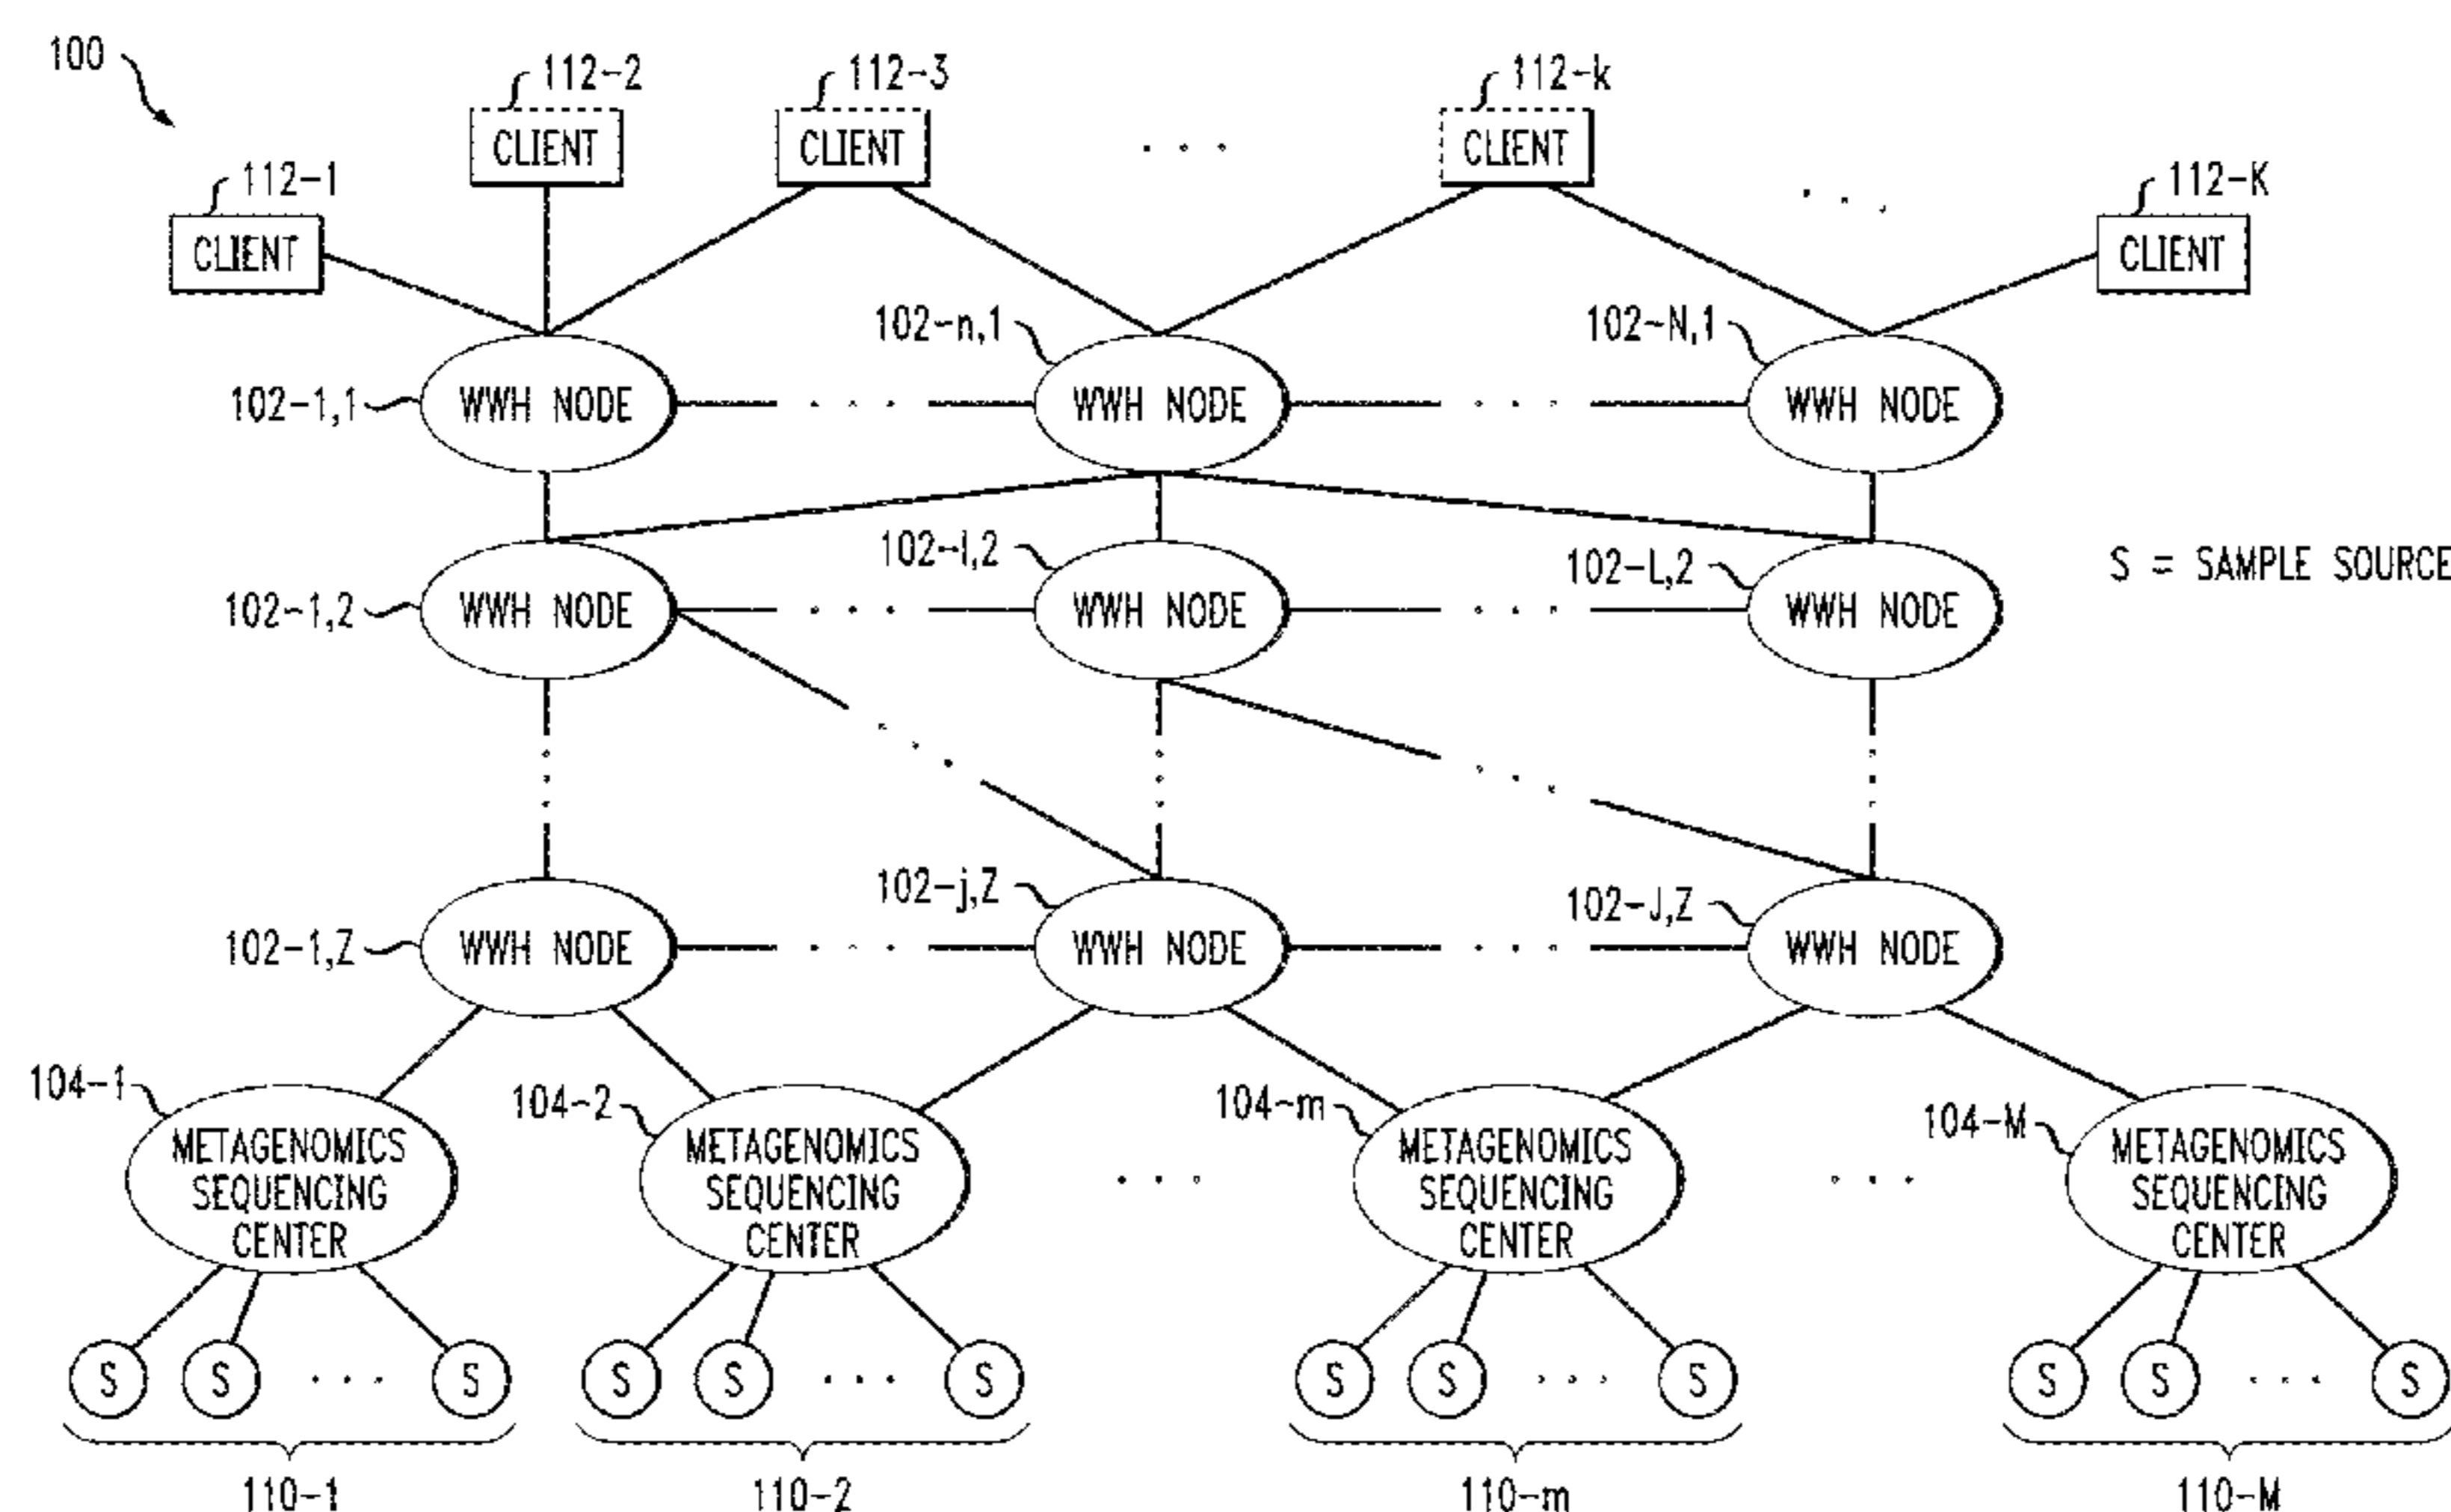 100
112-2
112-3
112-k
CLIENT
CLIENT
CLIENT
112-1
112-K
CLIENT
CLIENT
102-n,1
102-N,1
102-1,1
WWH NODE
WWH NODE
WWH NODE
102-l,2
102-L,2
S = SAMPLE SOURCE
102-1,2
WWH NODE
WWH NODE
WWH NODE
102-j,Z
102-J,Z
102-1,Z
WWH NODE
WWH NODE
WWH NODE
104-1
104-2
104-m
104-M
METAGENOMICS
SEQUENCING
CENTER
METAGENOMICS
SEQUENCING
CENTER
METAGENOMICS
SEQUENCING
CENTER
METAGENOMICS
SEQUENCING
CENTER
S S ... S
S S ... S
S S ... S
S S ... S
110-1
110-2
110-m
110-M